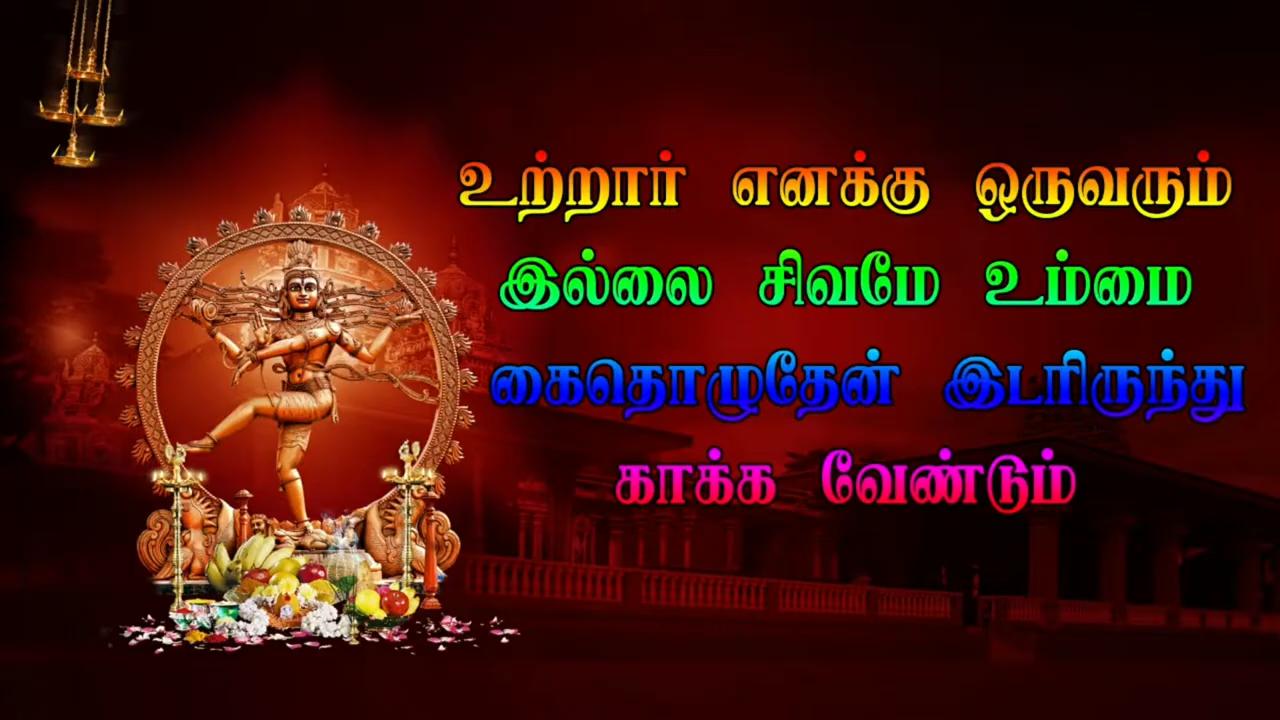 உற்றார் எனக்கு ஒருவரும்
இல்லை சிவமே உம்மை
கைதொழுதேன் இடரிருந்து
காக்க வேண்டும்